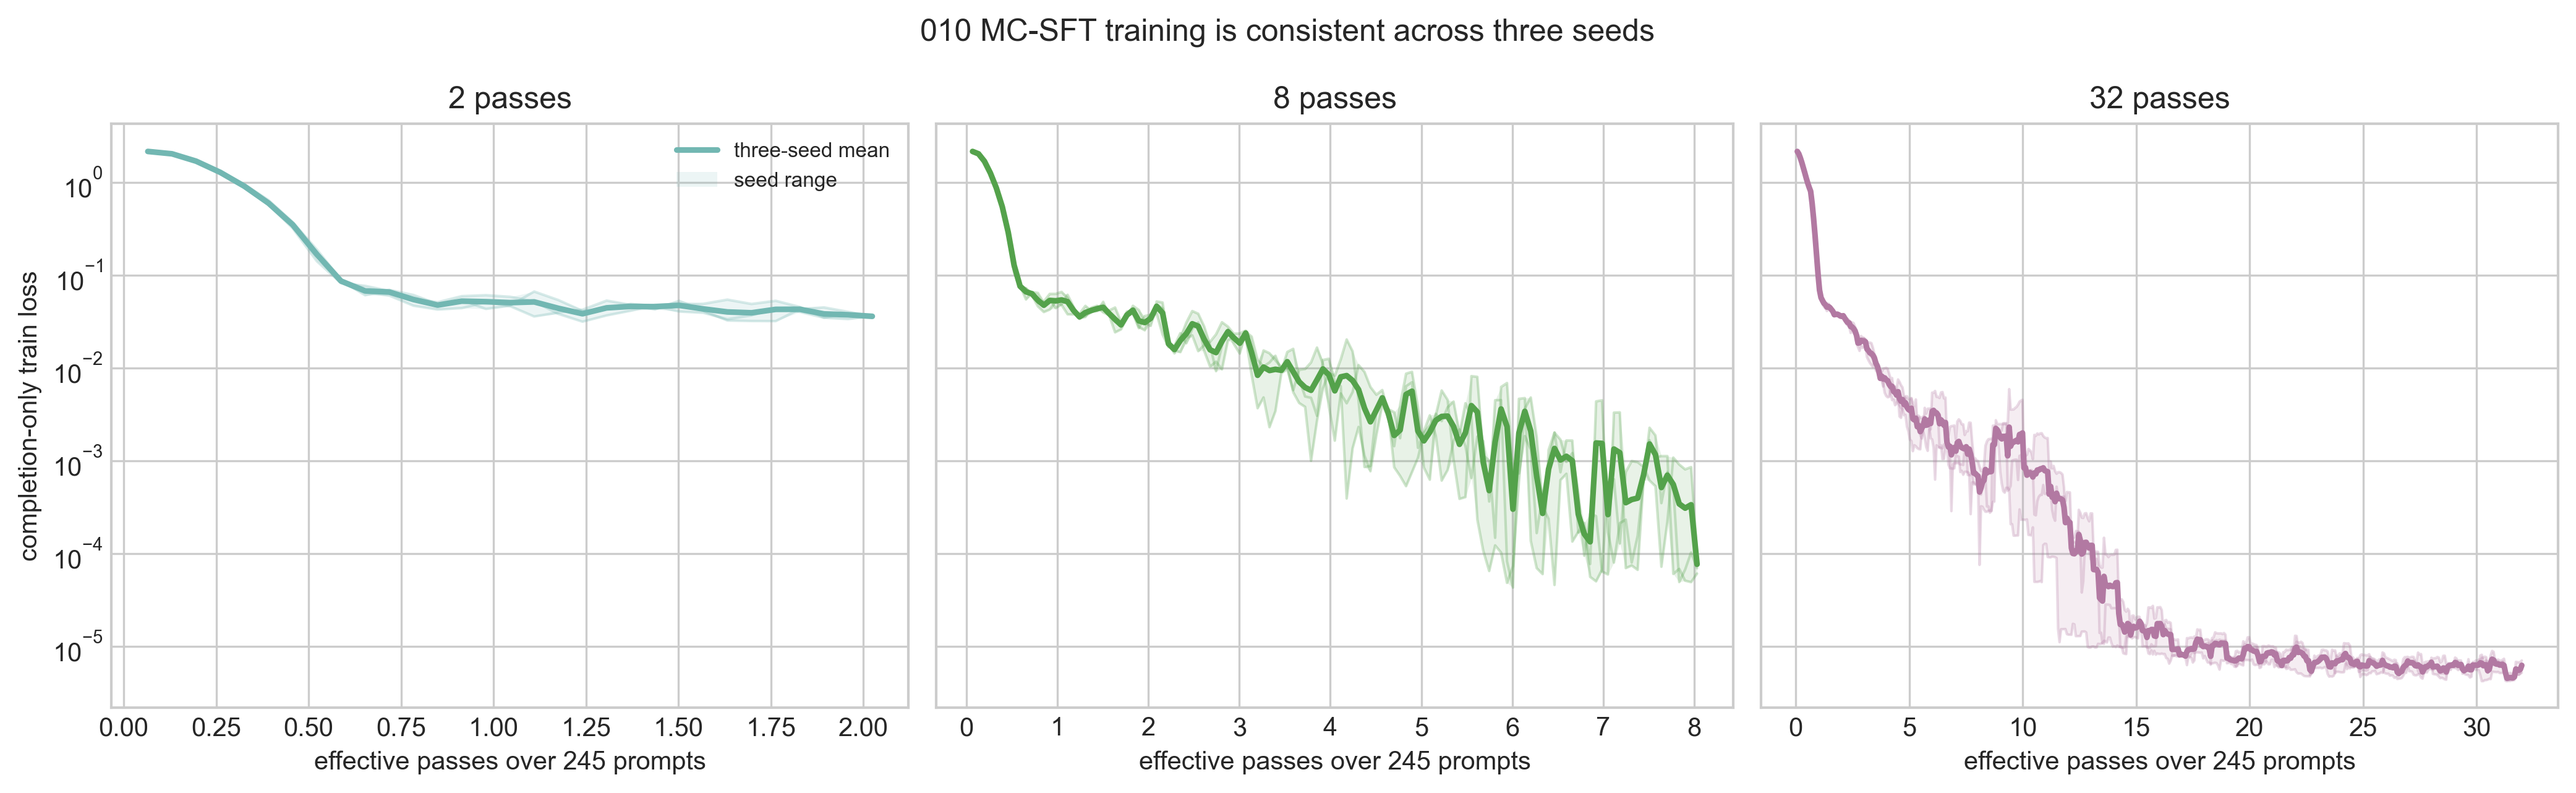 010 MC-SFT training is consistent across three seeds
2 passes
8 passes
32 passes
three-seed mean
seed range
completion-only train loss
10⁰
10⁻¹
10⁻²
10⁻³
10⁻⁴
10⁻⁵
0.00 0.25 0.50 0.75 1.00 1.25 1.50 1.75 2.00
effective passes over 245 prompts
0 1 2 3 4 5 6 7 8
effective passes over 245 prompts
0 5 10 15 20 25 30
effective passes over 245 prompts